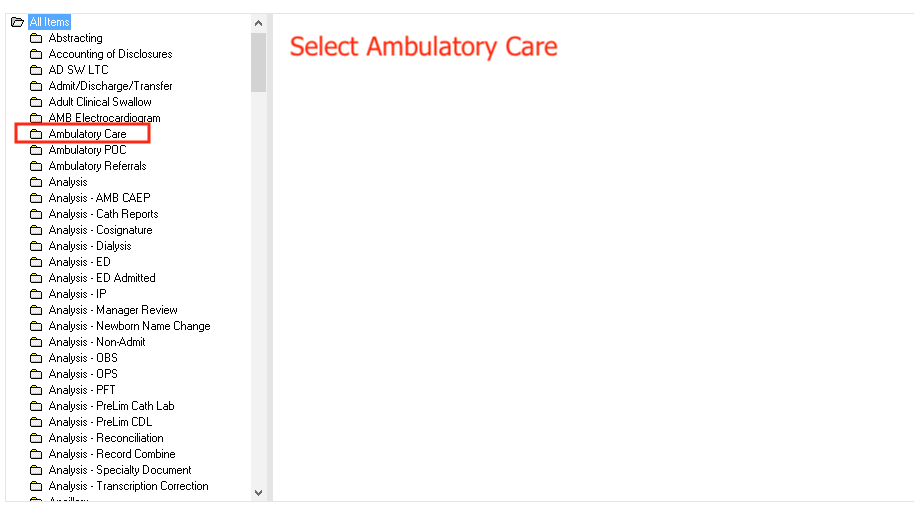 All Items
Abstracting
Accounting of Disclosures
AD SW LTC
Admit/Discharge/Transfer
Adult Clinical Swallow
AMB Electrocardiogram
Ambulatory Care
Ambulatory POC
Ambulatory Referrals
Analysis
Analysis - AMB CAEP
Analysis - Cath Reports
Analysis - Cosignature
Analysis - Dialysis
Analysis - ED
Analysis - ED Admitted
Analysis - IP
Analysis - Manager Review
Analysis - Newborn Name Change
Analysis - Non-Admit
Analysis - OBS
Analysis - OPS
Analysis - PFT
Analysis - PreLim Cath Lab
Analysis - PreLim CDL
Analysis - Reconciliation
Analysis - Record Combine
Analysis - Specialty Document
Analysis - Transcription Correction
Select Ambulatory Care